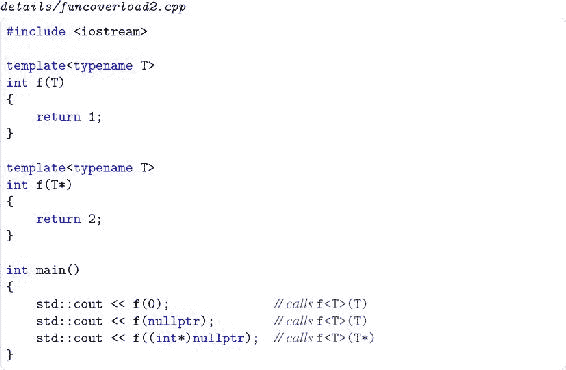 details/funcoverload2.cpp
#include <iostream>
template<typename T>
int f(T)
{
    return 1;
}
template<typename T>
int f(T*)
{
    return 2;
}
int main()
{
    std::cout << f(0);              // calls f<T>(T)
    std::cout << f(nullptr);        // calls f<T>(T)
    std::cout << f((int*)nullptr);  // calls f<T>(T*)
}